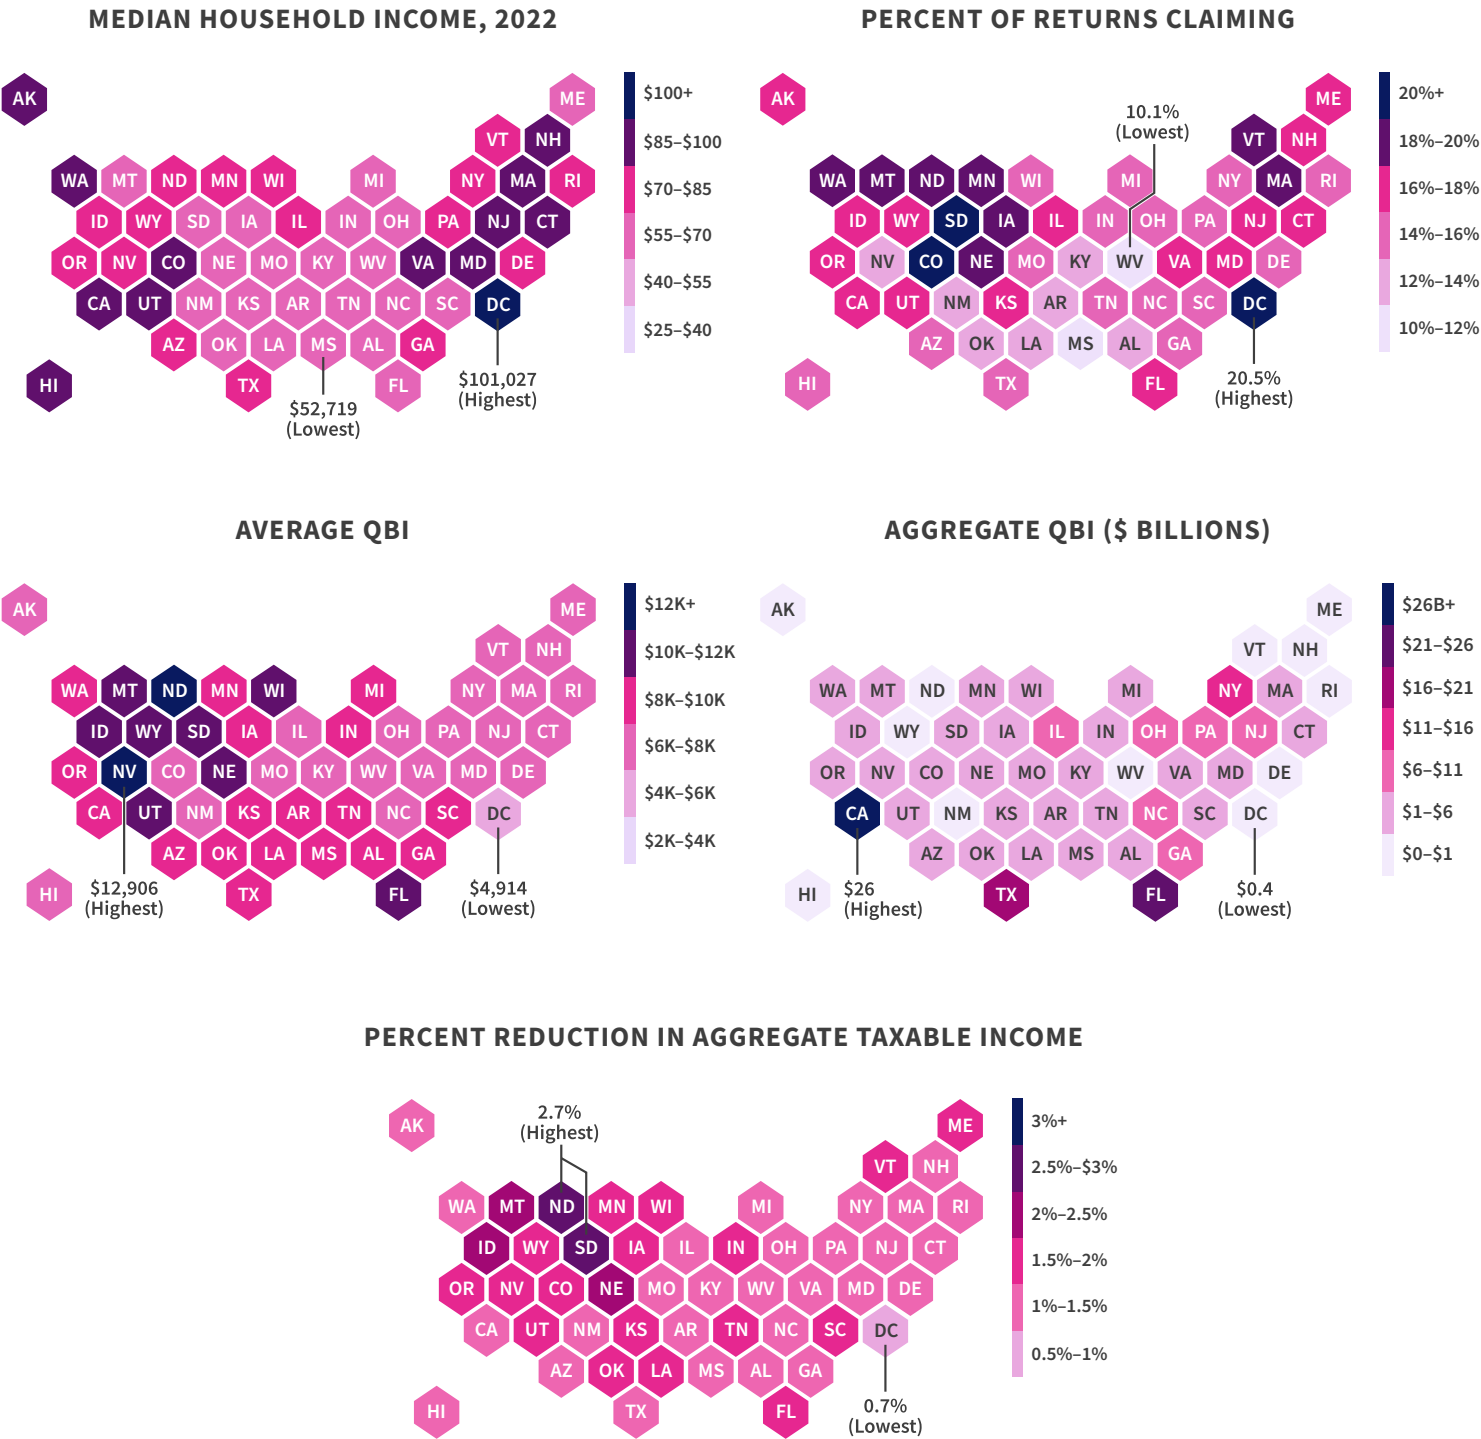 MEDIAN HOUSEHOLD INCOME, 2022
AK
ME
VT NH
WA MT ND MN WI MI NY MA RI
ID WY SD IA IL IN OH PA NJ CT
OR NV CO NE MO KY WV VA MD DE
CA UT NM KS AR TN NC SC DC
AZ OK LA MS AL GA
HI TX FL
$52,719
(Lowest)
$101,027
(Highest)
$100+
$85–$100
$70–$85
$55–$70
$40–$55
$25–$40
PERCENT OF RETURNS CLAIMING
AK
ME
10.1%
(Lowest)
VT NH
WA MT ND MN WI MI NY MA RI
ID WY SD IA IL IN OH PA NJ CT
OR NV CO NE MO KY WV VA MD DE
CA UT NM KS AR TN NC SC DC
AZ OK LA MS AL GA
HI TX FL
20.5%
(Highest)
20%+
18%–20%
16%–18%
14%–16%
12%–14%
10%–12%
AVERAGE QBI
AK
ME
VT NH
WA MT ND MN WI MI NY MA RI
ID WY SD IA IL IN OH PA NJ CT
OR NV CO NE MO KY WV VA MD DE
CA UT NM KS AR TN NC SC DC
AZ OK LA MS AL GA
HI TX FL
$12,906
(Highest)
$4,914
(Lowest)
$12K+
$10K–$12K
$8K–$10K
$6K–$8K
$4K–$6K
$2K–$4K
AGGREGATE QBI ($ BILLIONS)
AK
ME
VT NH
WA MT ND MN WI MI NY MA RI
ID WY SD IA IL IN OH PA NJ CT
OR NV CO NE MO KY WV VA MD DE
CA UT NM KS AR TN NC SC DC
AZ OK LA MS AL GA
HI TX FL
$26
(Highest)
$0.4
(Lowest)
$26B+
$21–$26
$16–$21
$11–$16
$6–$11
$1–$6
$0–$1
PERCENT REDUCTION IN AGGREGATE TAXABLE INCOME
AK
ME
2.7%
(Highest)
VT NH
WA MT ND MN WI MI NY MA RI
ID WY SD IA IL IN OH PA NJ CT
OR NV CO NE MO KY WV VA MD DE
CA UT NM KS AR TN NC SC DC
AZ OK LA MS AL GA
HI TX FL
0.7%
(Lowest)
3%+
2.5%–$3%
2%–2.5%
1.5%–2%
1%–1.5%
0.5%–1%